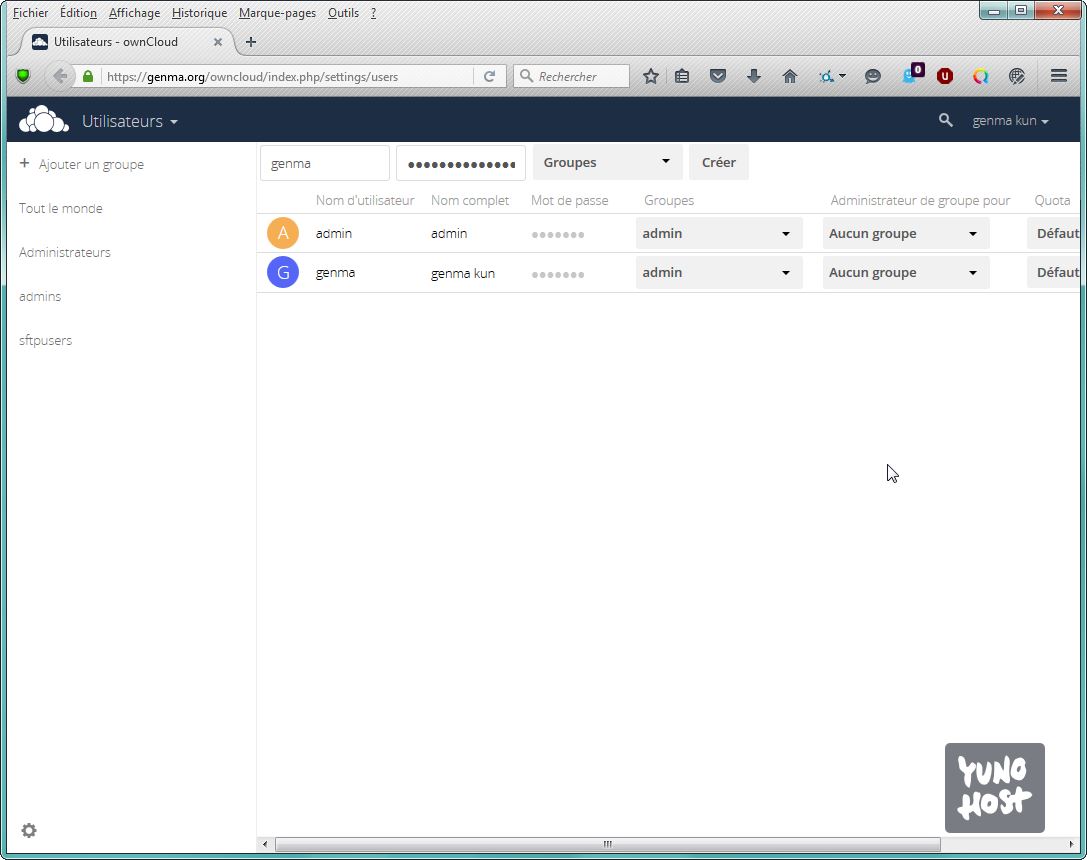 Fichier Édition Affichage Historique Marque-pages Outils ?
Utilisateurs - ownCloud
https://genma.org/owncloud/index.php/settings/users Rechercher 0
Utilisateurs genma kun
+ Ajouter un groupe
Tout le monde
Administrateurs
admins
sftpusers
genma Groupes Créer
Nom d'utilisateur Nom complet Mot de passe Groupes Administrateur de groupe pour Quota
A admin admin admin Aucun groupe Défaut
G genma genma kun admin Aucun groupe Défaut
YUNO
HOST